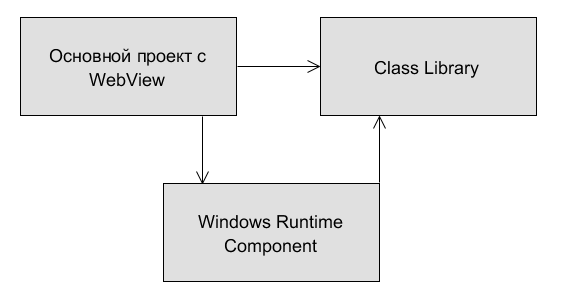 Основной проект с
WebView
Class Library
Windows Runtime
Component